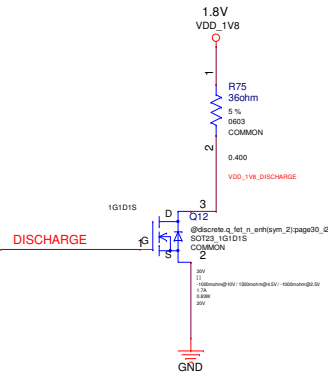 1.8V
VDD_1V8
1
R75
36ohm
5 %
0603
COMMON
2
0.400
VDD_1V8_DISCHARGE
1G1D1S
3
D
Q12
@discrete.q_fet_n_enh(sym_2):page30_i2
DISCHARGE
1
G
SOT23_1G1D1S
COMMON
S
2
30V
[ ]
1.7A
0.83W
20V
GND